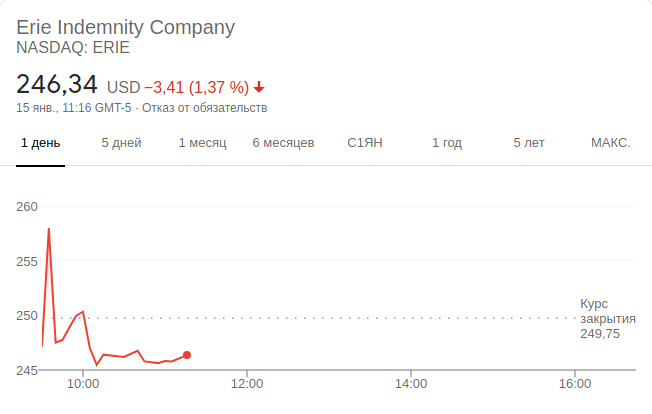 Erie Indemnity Company
NASDAQ: ERIE
246,34 USD −3,41 (1,37 %)
15 янв., 11:16 GMT-5 · Отказ от обязательств
1 день 5 дней 1 месяц 6 месяцев С1ЯН 1 год 5 лет МАКС.
260
255
250
245
Курс
закрытия
249,75
10:00 12:00 14:00 16:00